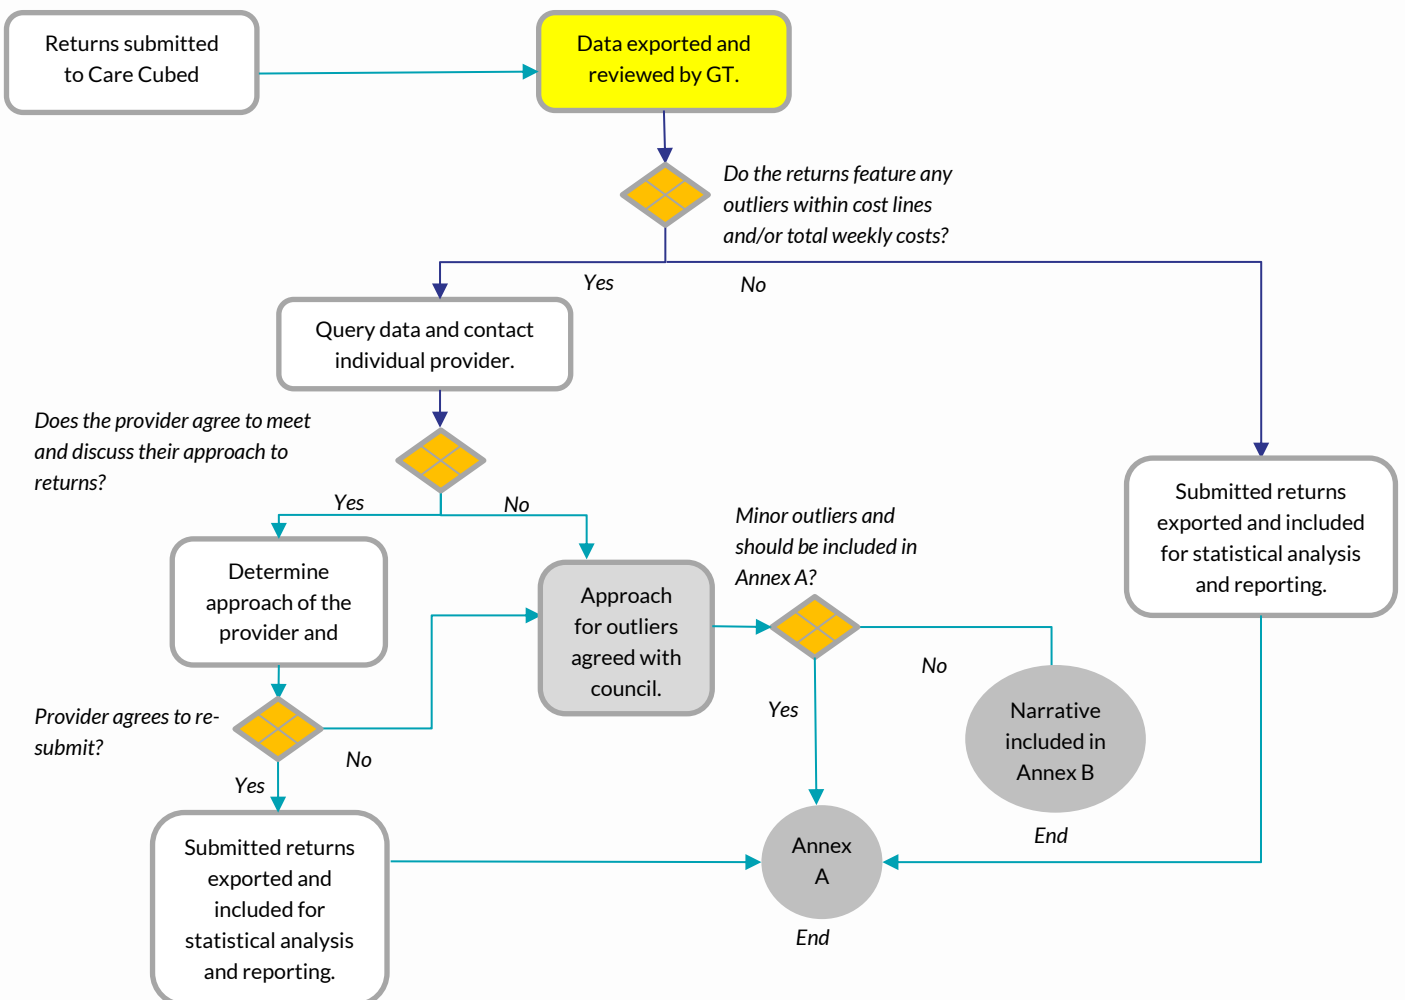 Returns submitted
to Care Cubed
Data exported and
reviewed by GT.
Do the returns feature any
outliers within cost lines
and/or total weekly costs?
Yes
No
Query data and contact
individual provider.
Does the provider agree to meet
and discuss their approach to
returns?
Yes
No
Determine
approach of the
provider and
Approach
for outliers
agreed with
council.
Minor outliers and
should be included in
Annex A?
Submitted returns
exported and included
for statistical analysis
and reporting.
Provider agrees to re-
submit?
No
Yes
Yes
No
Narrative
included in
Annex B
End
Submitted returns
exported and
included for
statistical analysis
and reporting.
Annex
A
End